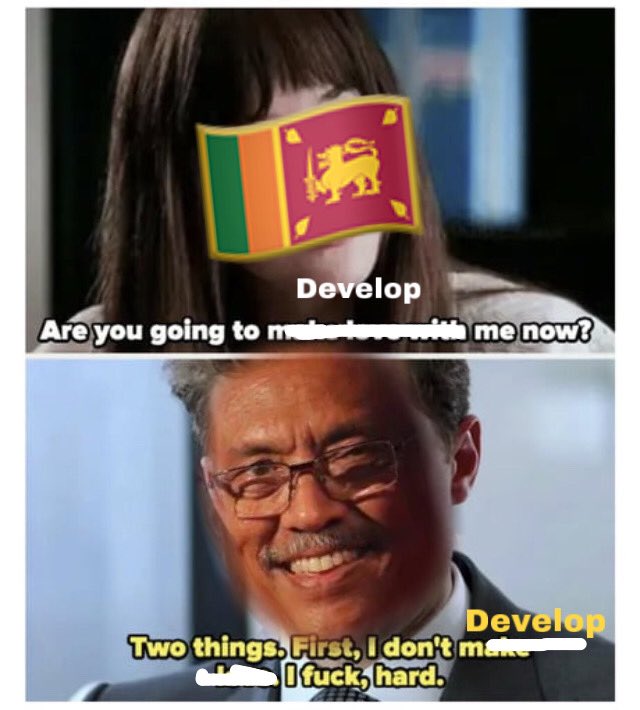 Develop
Are you going to me now?
Develop
Two things. First, I don't
I fuck, hard.